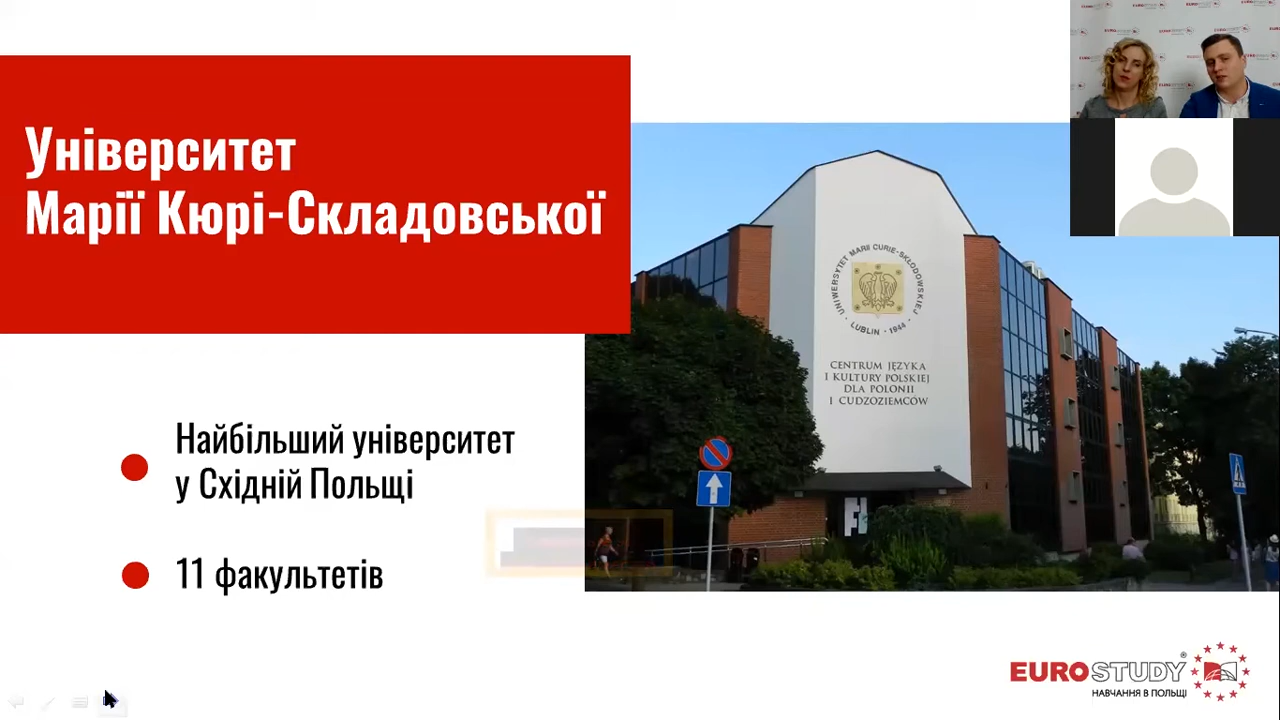 Університет
Марії Кюрі-Складовської
Найбільший університет
у Східній Польщі
11 факультетів
UNIWERSYTET MARII CURIE-SKŁODOWSKIEJ
LUBLIN · 1944
CENTRUM JĘZYKA
I KULTURY POLSKIEJ
DLA POLONII
I CUDZOZIEMCÓW
EUROSTUDY®
НАВЧАННЯ В ПОЛЬЩІ